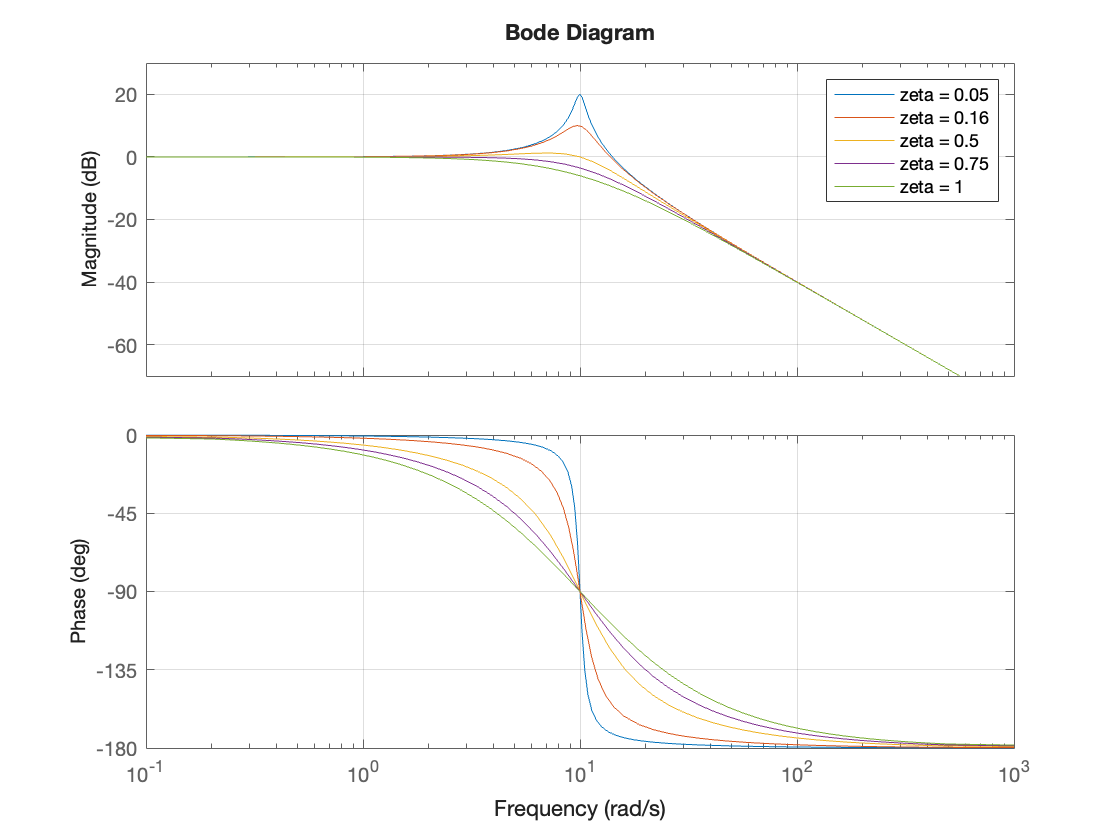 Bode Diagram
20
0
-20
-40
-60
Magnitude (dB)
zeta = 0.05
zeta = 0.16
zeta = 0.5
zeta = 0.75
zeta = 1
0
-45
-90
-135
-180
Phase (deg)
10^-1 10^0 10^1 10^2 10^3
Frequency (rad/s)